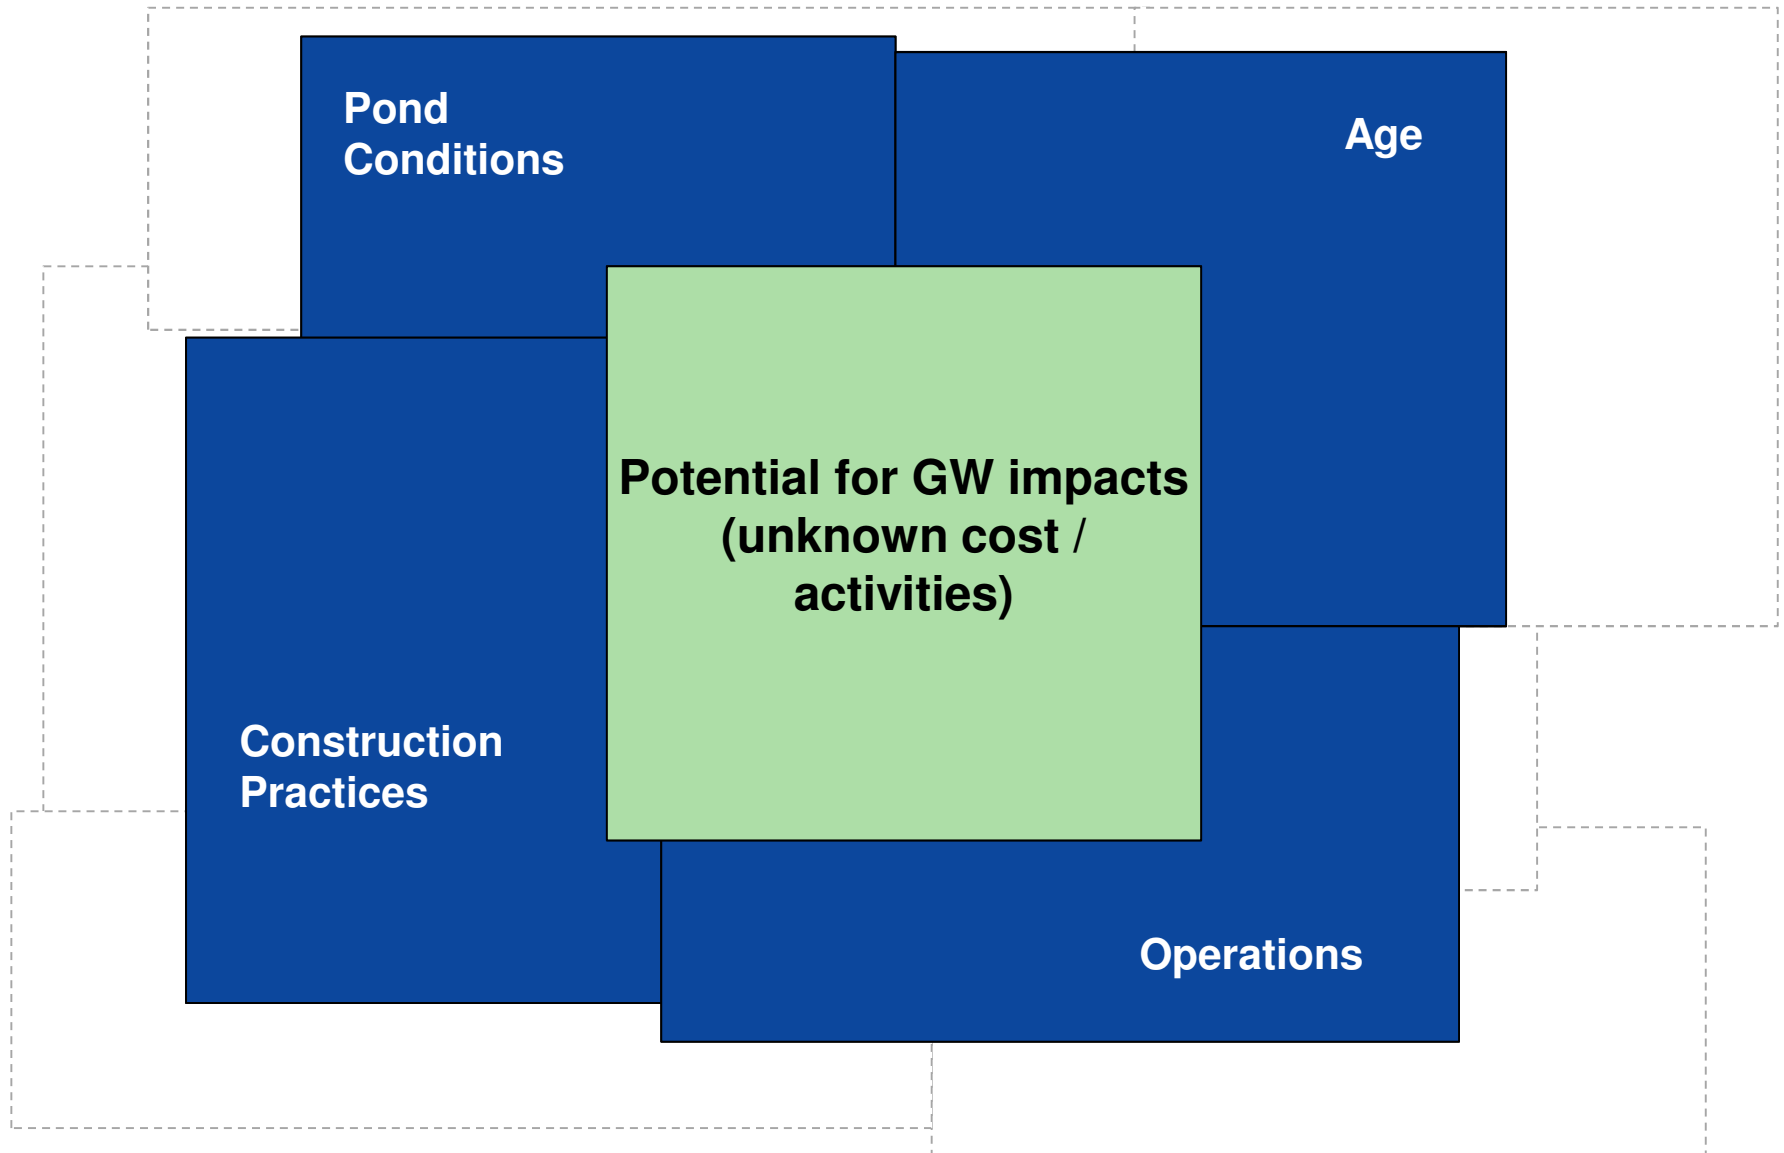 Pond
Conditions
Age
Potential for GW impacts
(unknown cost /
activities)
Construction
Practices
Operations